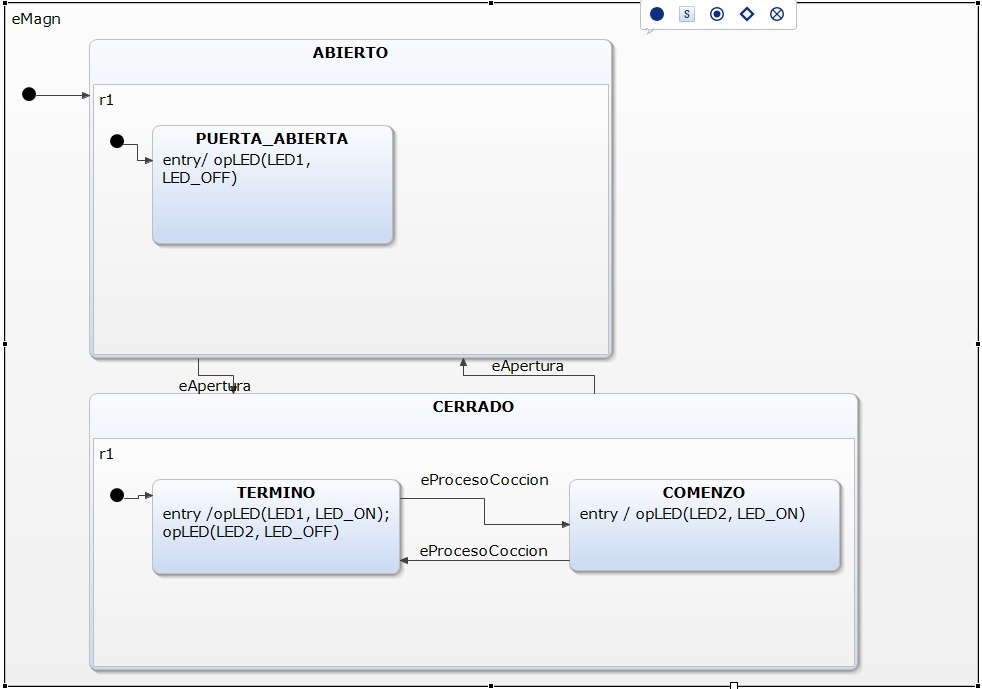 eMagn
S
ABIERTO
r1
PUERTA_ABIERTA
entry/ opLED(LED1,
LED_OFF)
eApertura
eApertura
CERRADO
r1
TERMINO
entry /opLED(LED1, LED_ON);
opLED(LED2, LED_OFF)
eProcesoCoccion
eProcesoCoccion
COMENZO
entry / opLED(LED2, LED_ON)